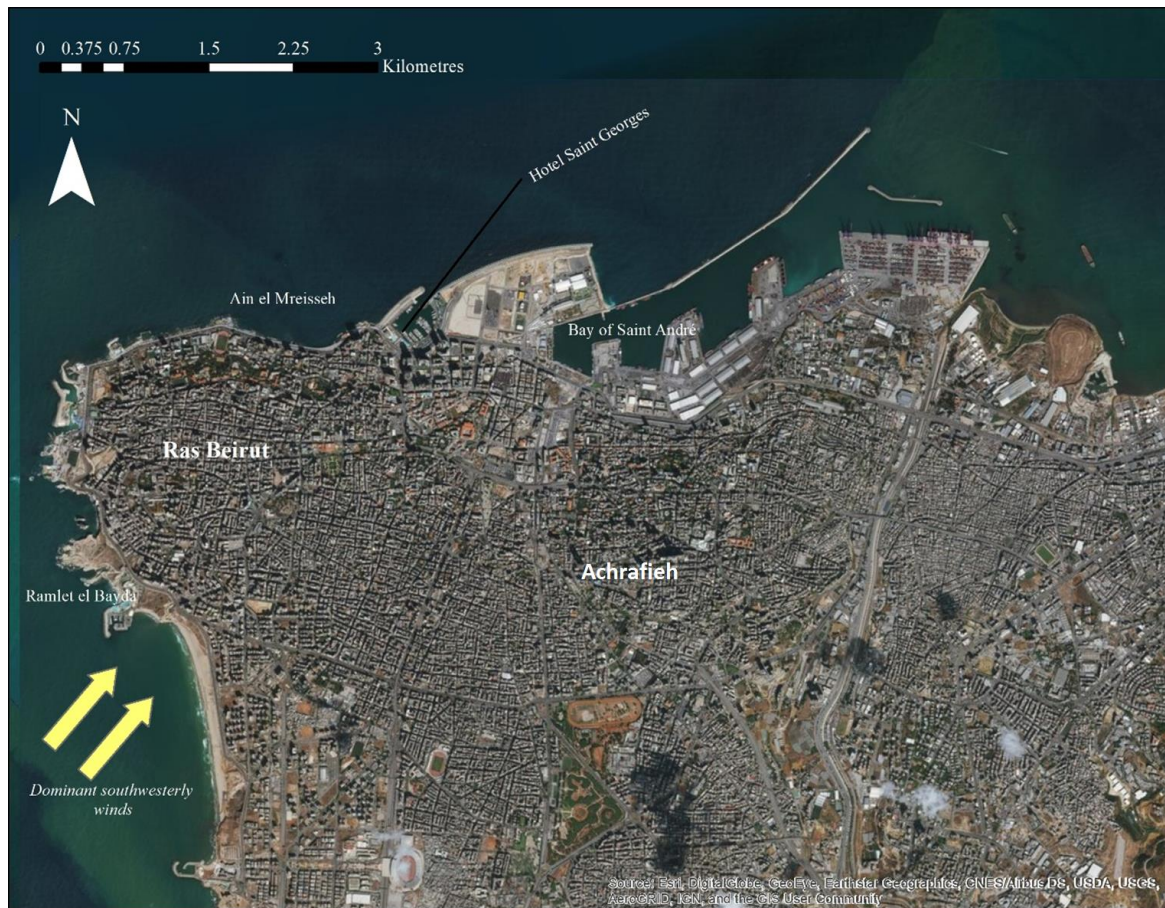 0 0.375 0.75 1.5 2.25 3
Kilometres
N
Hotel Saint Georges
Ain el Mreisseh
Bay of Saint André
Ras Beirut
Achrafieh
Ramlet el Bayda
Dominant southwesterly
winds
Source: Esri, DigitalGlobe, GeoEye, Earthstar Geographics, CNES/Airbus DS, USDA, USGS,
AeroGRID, IGN, and the GIS User Community